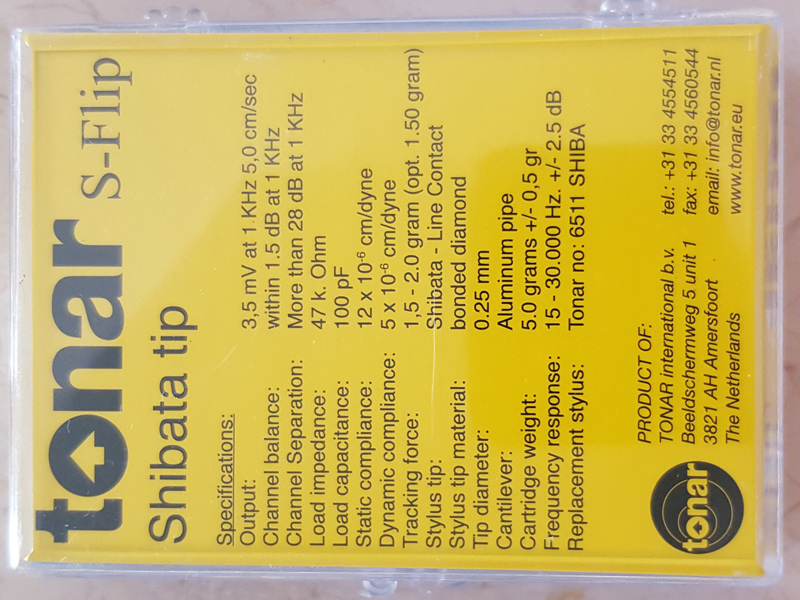 tonar S-Flip
Shibata tip
Specifications:
Output: 3,5 mV at 1 KHz 5,0 cm/sec
Channel balance: within 1.5 dB at 1 KHz
Channel Separation: More than 28 dB at 1 KHz
Load impedance: 47 k. Ohm
Load capacitance: 100 pF
Static compliance: 12 x 10⁻⁶ cm/dyne
Dynamic compliance: 5 x 10⁻⁶ cm/dyne
Tracking force: 1,5 - 2.0 gram (opt. 1.50 gram)
Stylus tip: Shibata - Line Contact
Stylus tip material: bonded diamond
Tip diameter: 0.25 mm
Cantilever: Aluminum pipe
Cartridge weight: 5.0 grams +/- 0,5 gr
Frequency response: 15 - 30.000 Hz. +/- 2.5 dB
Replacement stylus: Tonar no: 6511 SHIBA
tonar
PRODUCT OF:
TONAR international b.v. tel.: +31 33 4554511
Beeldschermweg 5 unit 1 fax: +31 33 4560544
3821 AH Amersfoort email: info@tonar.nl
The Netherlands www.tonar.eu